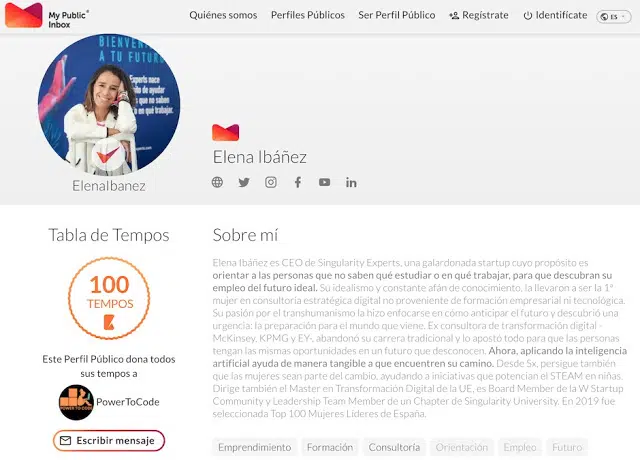 My Public®
Inbox
Quiénes somos
Perfiles Públicos
Ser Perfil Público
Regístrate
Identifícate
ES
BIENVEN
A TU FUTURO
Experts nace
de ayudar
que no saben
en qué trabajar.
ElenaIbanez
Elena Ibáñez
Tabla de Tempos
100
TEMPOS
Este Perfil Público dona todos
sus tempos a
POWER TO CODE
PowerToCode
Escribir mensaje
Sobre mí
Elena Ibáñez es CEO de Singularity Experts, una galardonada startup cuyo propósito es
orientar a las personas que no saben qué estudiar o en qué trabajar, para que descubran su
empleo del futuro ideal. Su idealismo y constante afán de conocimiento, la llevaron a ser la 1ª
mujer en consultoría estratégica digital no proveniente de formación empresarial ni tecnológica.
Su pasión por el transhumanismo la hizo enfocarse en cómo anticipar el futuro y descubrió una
urgencia: la preparación para el mundo que viene. Ex consultora de transformación digital -
McKinsey, KPMG y EY-, abandonó su carrera tradicional y lo apostó todo para que las personas
tengan las mismas oportunidades en un futuro que desconocen. Ahora, aplicando la inteligencia
artificial ayuda de manera tangible a que encuentren su camino. Desde Sx, persigue también
que las mujeres sean parte del cambio, ayudando a iniciativas que potencien el STEAM en niñas.
Dirige también el Master en Transformación Digital de la UE, es Board Member de la W Startup
Community y Leadership Team Member de un Chapter de Singularity University. En 2019 fue
seleccionada Top 100 Mujeres Líderes de España.
Emprendimiento
Formación
Consultoría
Orientación
Empleo
Futuro